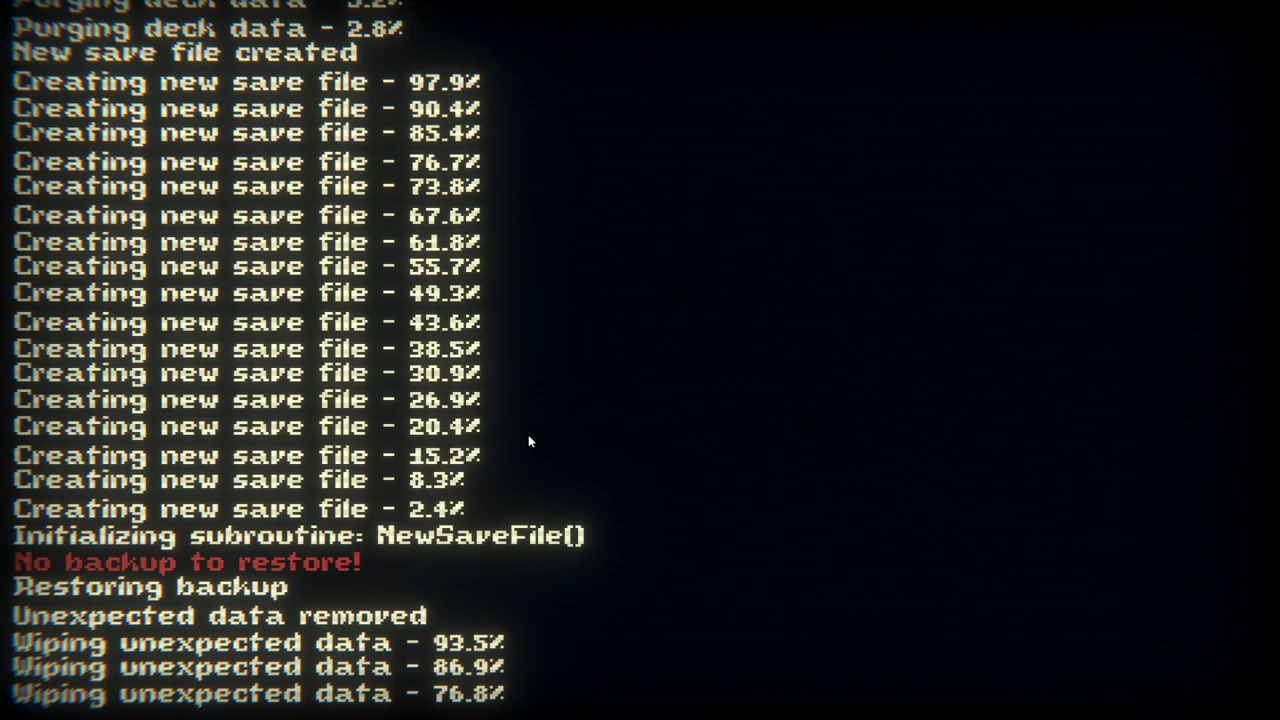 Purging deck data - 3.2%
Purging deck data - 2.8%
New save file created
Creating new save file - 97.9%
Creating new save file - 90.4%
Creating new save file - 85.4%
Creating new save file - 76.7%
Creating new save file - 73.8%
Creating new save file - 67.6%
Creating new save file - 61.8%
Creating new save file - 55.7%
Creating new save file - 49.3%
Creating new save file - 43.6%
Creating new save file - 38.5%
Creating new save file - 30.9%
Creating new save file - 26.9%
Creating new save file - 20.4%
Creating new save file - 15.2%
Creating new save file - 8.3%
Creating new save file - 2.4%
Initializing subroutine: NewSaveFile()
No backup to restore!
Restoring backup
Unexpected data removed
Wiping unexpected data - 93.5%
Wiping unexpected data - 86.9%
Wiping unexpected data - 76.8%